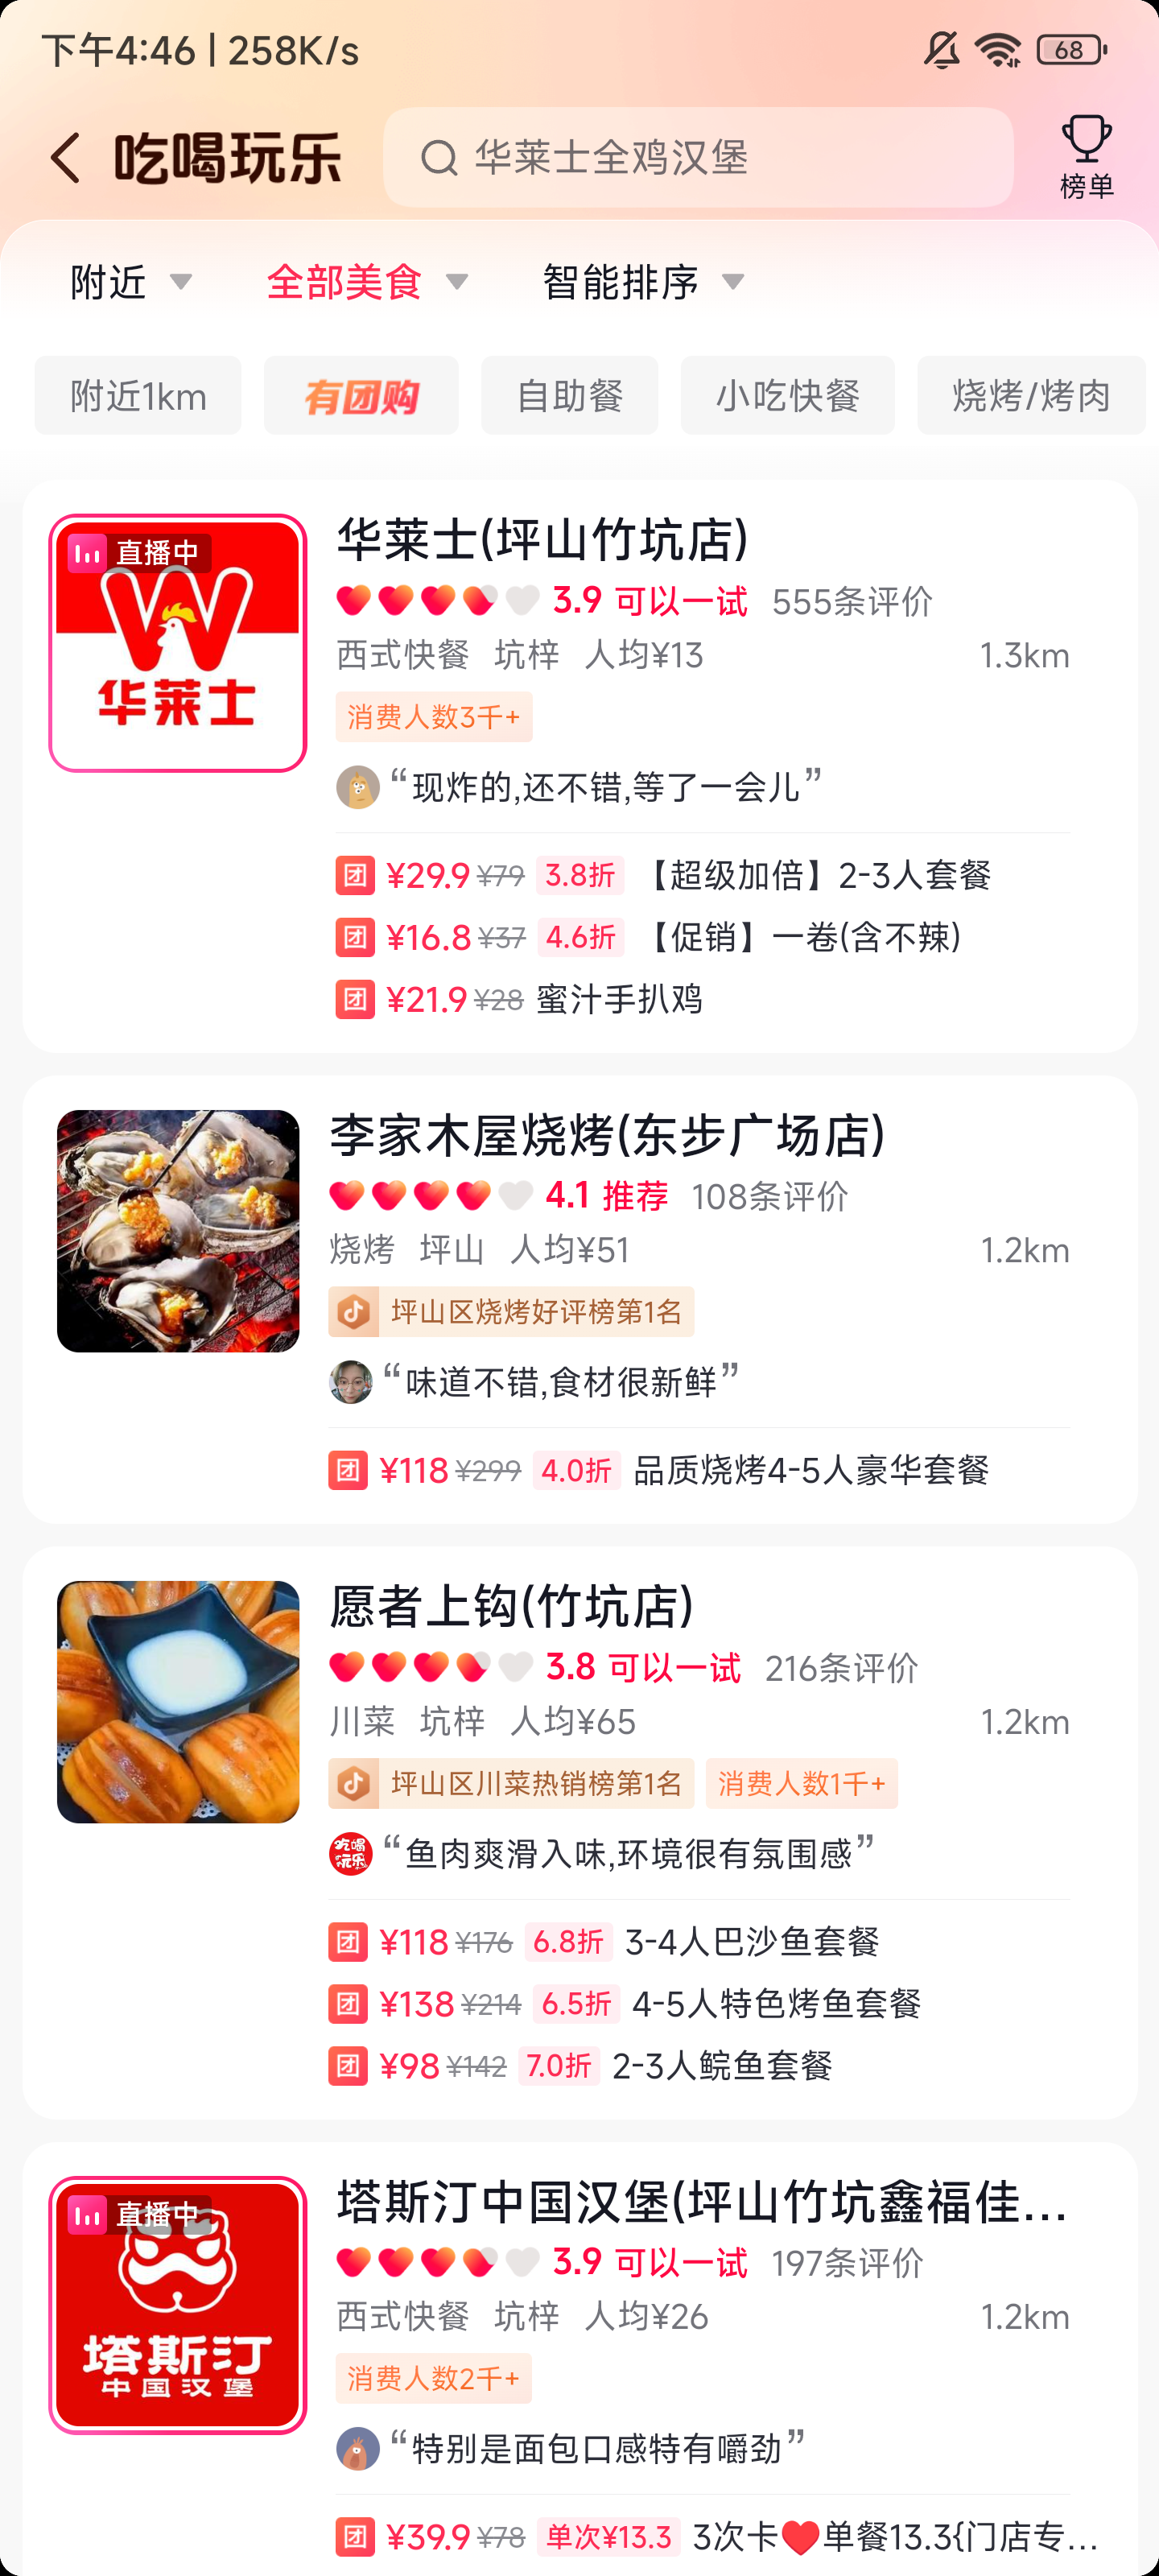 下午4:46 | 258K/s
68
吃喝玩乐
华莱士全鸡汉堡
榜单
附近 全部美食 智能排序
附近1km 有团购 自助餐 小吃快餐 烧烤/烤肉
直播中
华莱士
华莱士(坪山竹坑店)
3.9 可以一试 555条评价
西式快餐 坑梓 人均¥13 1.3km
消费人数3千+
“现炸的,还不错,等了一会儿”
团 ¥29.9 ¥79 3.8折 【超级加倍】2-3人套餐
团 ¥16.8 ¥37 4.6折 【促销】一卷(含不辣)
团 ¥21.9 ¥28 蜜汁手扒鸡
李家木屋烧烤(东步广场店)
4.1 推荐 108条评价
烧烤 坪山 人均¥51 1.2km
坪山区烧烤好评榜第1名
“味道不错,食材很新鲜”
团 ¥118 ¥299 4.0折 品质烧烤4-5人豪华套餐
愿者上钩(竹坑店)
3.8 可以一试 216条评价
川菜 坑梓 人均¥65 1.2km
坪山区川菜热销榜第1名 消费人数1千+
吃喝
玩乐
“鱼肉爽滑入味,环境很有氛围感”
团 ¥118 ¥176 6.8折 3-4人巴沙鱼套餐
团 ¥138 ¥214 6.5折 4-5人特色烤鱼套餐
团 ¥98 ¥142 7.0折 2-3人鲩鱼套餐
直播中
塔斯汀
中国汉堡
塔斯汀中国汉堡(坪山竹坑鑫福佳...
3.9 可以一试 197条评价
西式快餐 坑梓 人均¥26 1.2km
消费人数2千+
“特别是面包口感特有嚼劲”
团 ¥39.9 ¥78 单次¥13.3 3次卡❤️单餐13.3{门店专...